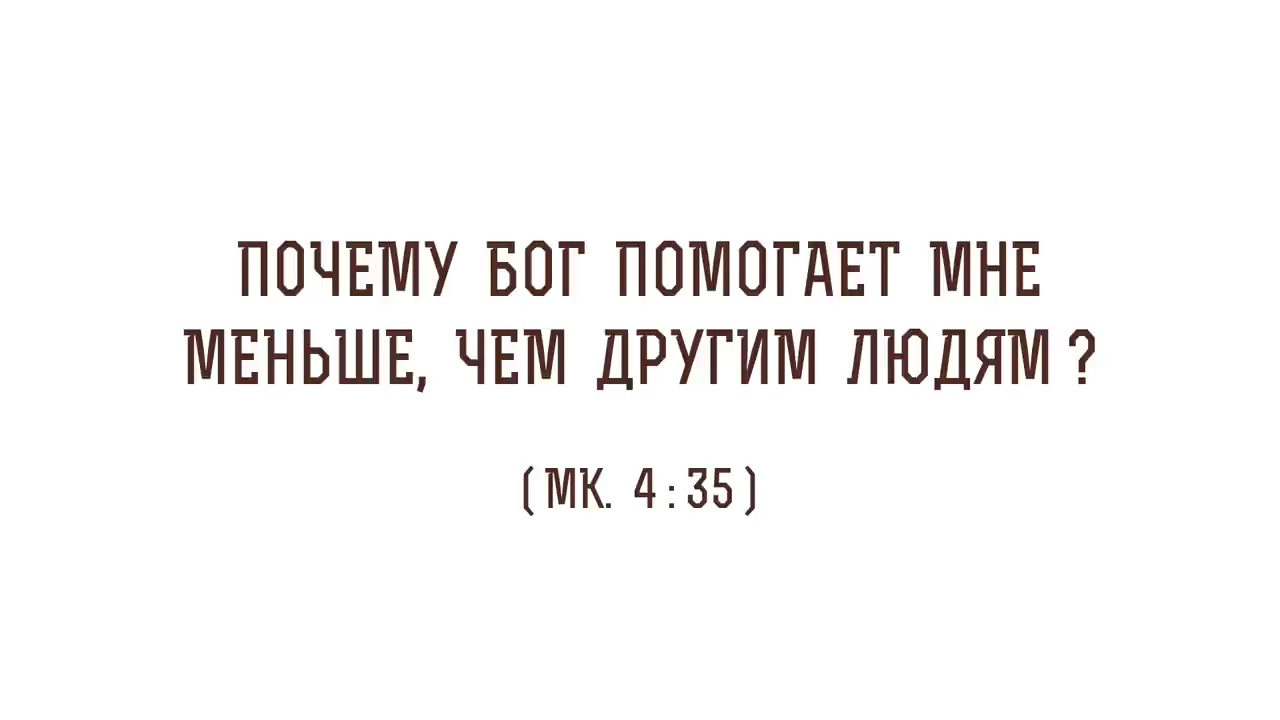 ПОЧЕМУ БОГ ПОМОГАЕТ МНЕ
МЕНЬШЕ, ЧЕМ ДРУГИМ ЛЮДЯМ?
(МК. 4:35)